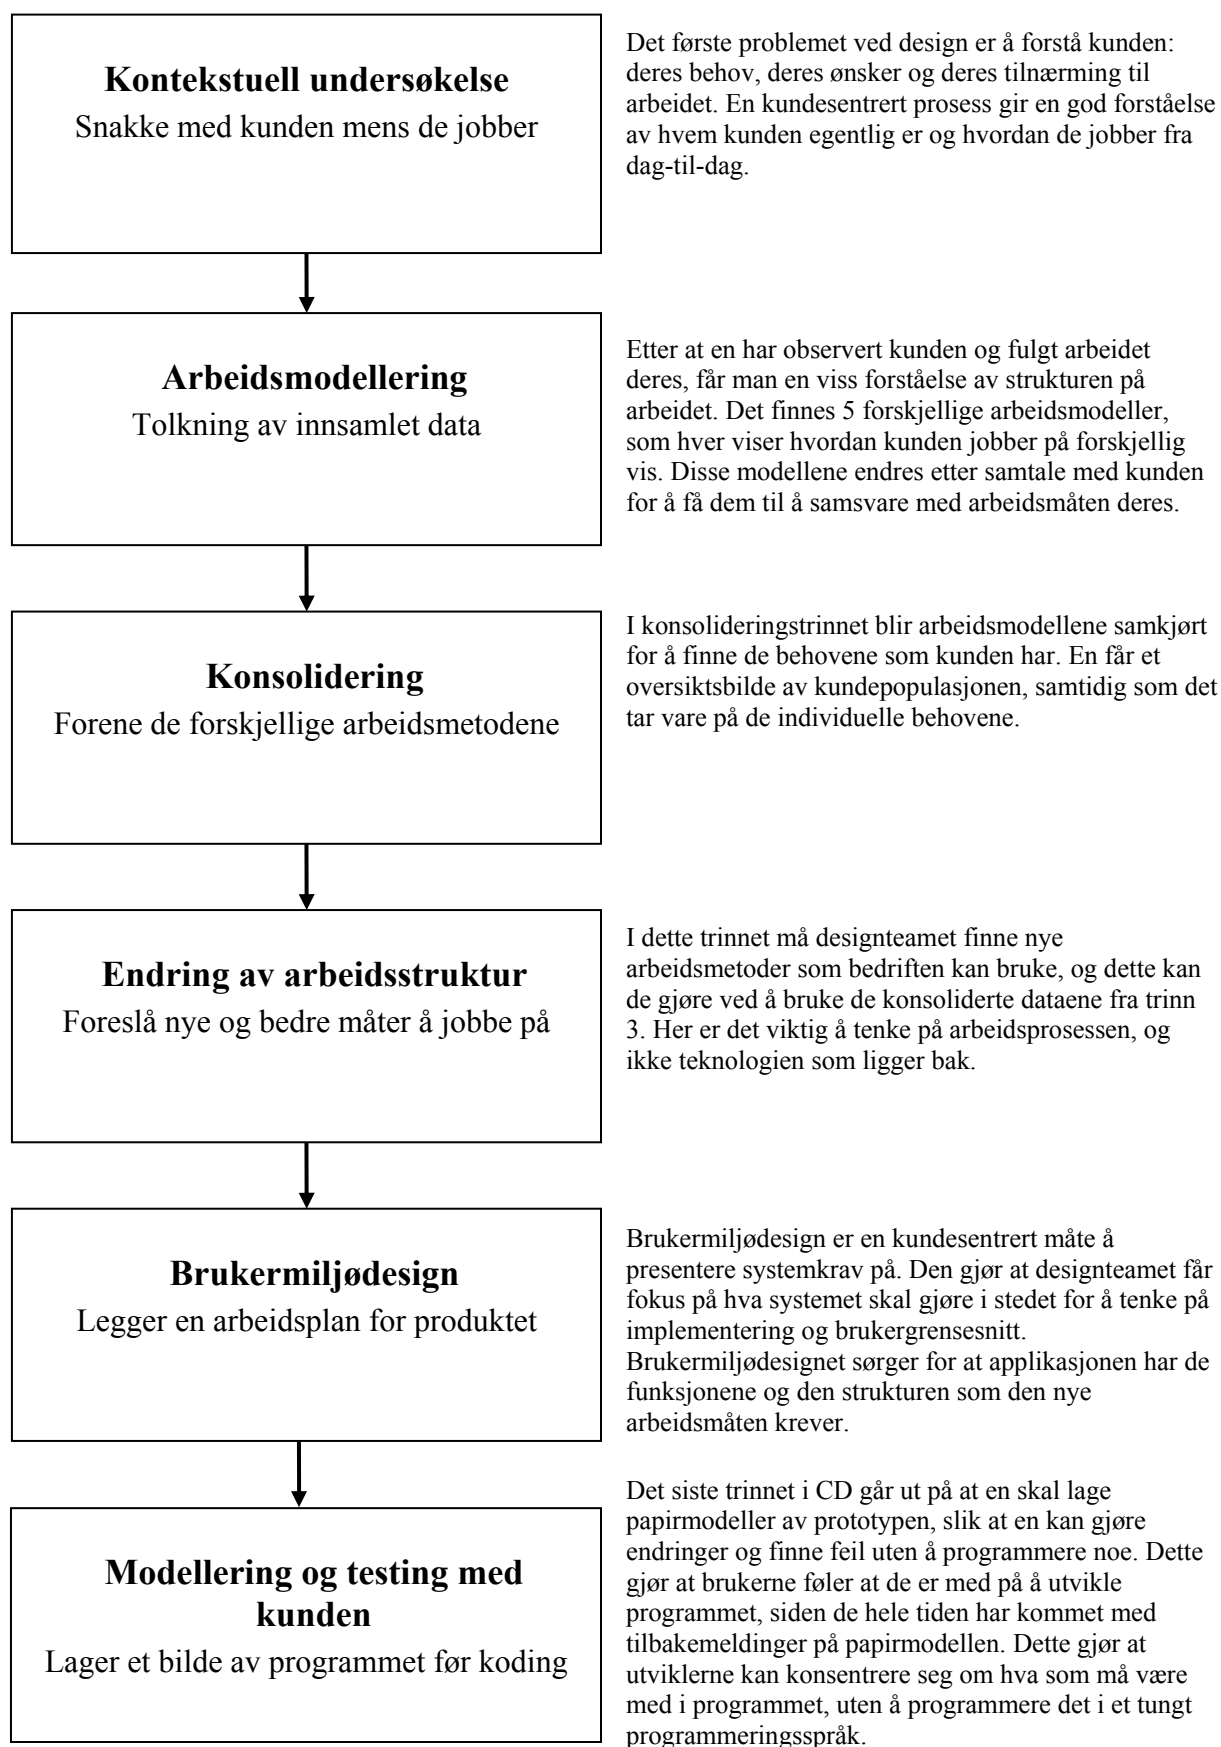 Kontekstuell undersøkelse
Snakke med kunden mens de jobber
Det første problemet ved design er å forstå kunden:
deres behov, deres ønsker og deres tilnærming til
arbeidet. En kundesentrert prosess gir en god forståelse
av hvem kunden egentlig er og hvordan de jobber fra
dag-til-dag.
Arbeidsmodellering
Tolkning av innsamlet data
Etter at en har observert kunden og fulgt arbeidet
deres, får man en viss forståelse av strukturen på
arbeidet. Det finnes 5 forskjellige arbeidsmodeller,
som hver viser hvordan kunden jobber på forskjellig
vis. Disse modellene endres etter samtale med kunden
for å få dem til å samsvare med arbeidsmåten deres.
Konsolidering
Forene de forskjellige arbeidsmetodene
I konsolideringstrinnet blir arbeidsmodellene samkjørt
for å finne de behovene som kunden har. En får et
oversiktsbilde av kundepopulasjonen, samtidig som det
tar vare på de individuelle behovene.
Endring av arbeidsstruktur
Foreslå nye og bedre måter å jobbe på
I dette trinnet må designteamet finne nye
arbeidsmetoder som bedriften kan bruke, og dette kan
de gjøre ved å bruke de konsoliderte dataene fra trinn
3. Her er det viktig å tenke på arbeidsprosessen, og
ikke teknologien som ligger bak.
Brukermiljødesign
Legger en arbeidsplan for produktet
Brukermiljødesign er en kundesentrert måte å
presentere systemkrav på. Den gjør at designteamet får
fokus på hva systemet skal gjøre i stedet for å tenke på
implementering og brukergrensesnitt.
Brukermiljødesignet sørger for at applikasjonen har de
funksjonene og den strukturen som den nye
arbeidsmåten krever.
Modellering og testing med
kunden
Lager et bilde av programmet før koding
Det siste trinnet i CD går ut på at en skal lage
papirmodeller av prototypen, slik at en kan gjøre
endringer og finne feil uten å programmere noe. Dette
gjør at brukerne føler at de er med på å utvikle
programmet, siden de hele tiden har kommet med
tilbakemeldinger på papirmodellen. Dette gjør at
utviklerne kan konsentrere seg om hva som må være
med i programmet, uten å programmere det i et tungt
programmeringsspråk.